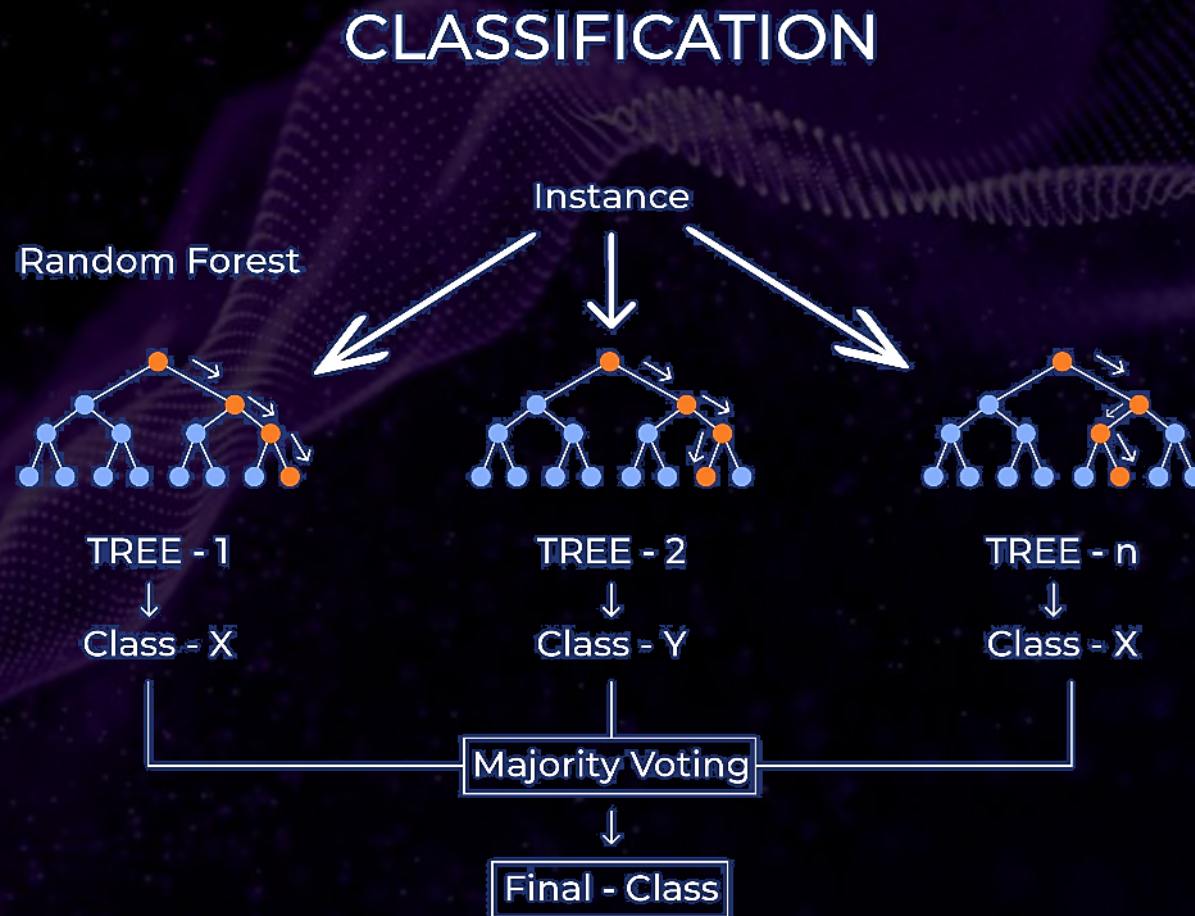 CLASSIFICATION
Instance
Random Forest
TREE - 1
TREE - 2
TREE - n
Class - X
Class - Y
Class - X
Majority Voting
Final - Class